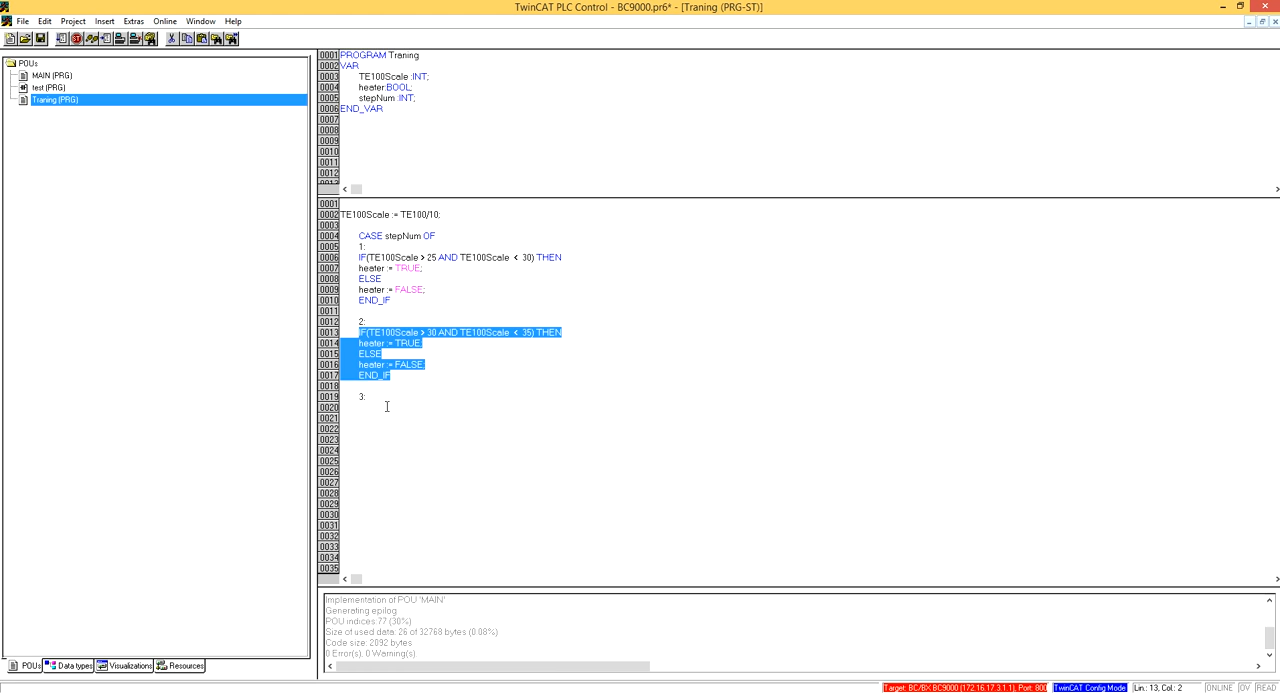 TwinCAT PLC Control - BC9000.pr6* - [Traning (PRG-ST)]
File Edit Project Insert Extras Online Window Help
POUs
MAIN (PRG)
test (PRG)
Traning (PRG)
0001 PROGRAM Traning
0002 VAR
0003 TE100Scale :INT;
0004 heater:BOOL;
0005 stepNum :INT;
0006 END_VAR
0007
0008
0009
0010
0011
0012
0001
0002 TE100Scale := TE100/10;
0003
0004 CASE stepNum OF
0005 1:
0006 IF(TE100Scale > 25 AND TE100Scale < 30) THEN
0007 heater := TRUE;
0008 ELSE
0009 heater := FALSE;
0010 END_IF
0011
0012 2:
0013 IF(TE100Scale > 30 AND TE100Scale < 35) THEN
0014 heater := TRUE;
0015 ELSE
0016 heater := FALSE;
0017 END_IF
0018
0019 3:
0020
0021
0022
0023
0024
0025
0026
0027
0028
0029
0030
0031
0032
0033
0034
0035
Implementation of POU 'MAIN'
Generating epilog
POU indices:77 (30%)
Size of used data: 26 of 32768 bytes (0.08%)
Code size: 2092 bytes
0 Error(s), 0 Warning(s).
POUs Data types Visualizations Resources
Target: BC/BX BC9000 (172.16.17.3.1.1), Port: 800 TwinCAT Config Mode Lin.: 13, Col.: 2 ONLINE OV READ